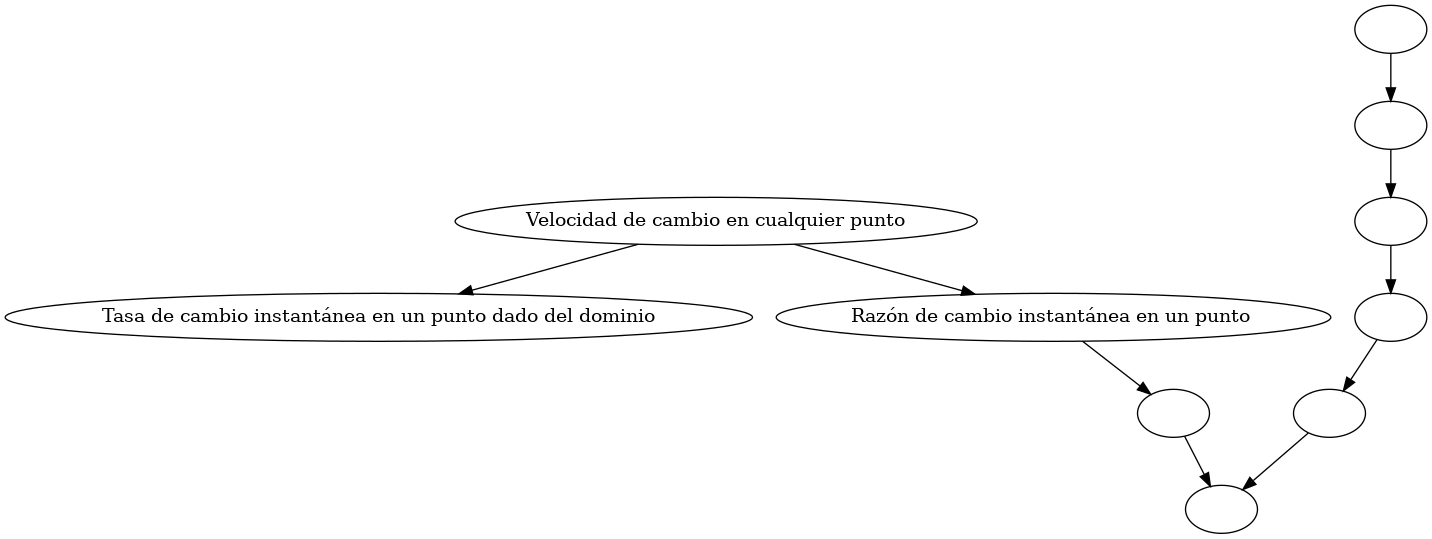 Velocidad de cambio en cualquier punto
Tasa de cambio instantánea en un punto dado del dominio
Razón de cambio instantánea en un punto